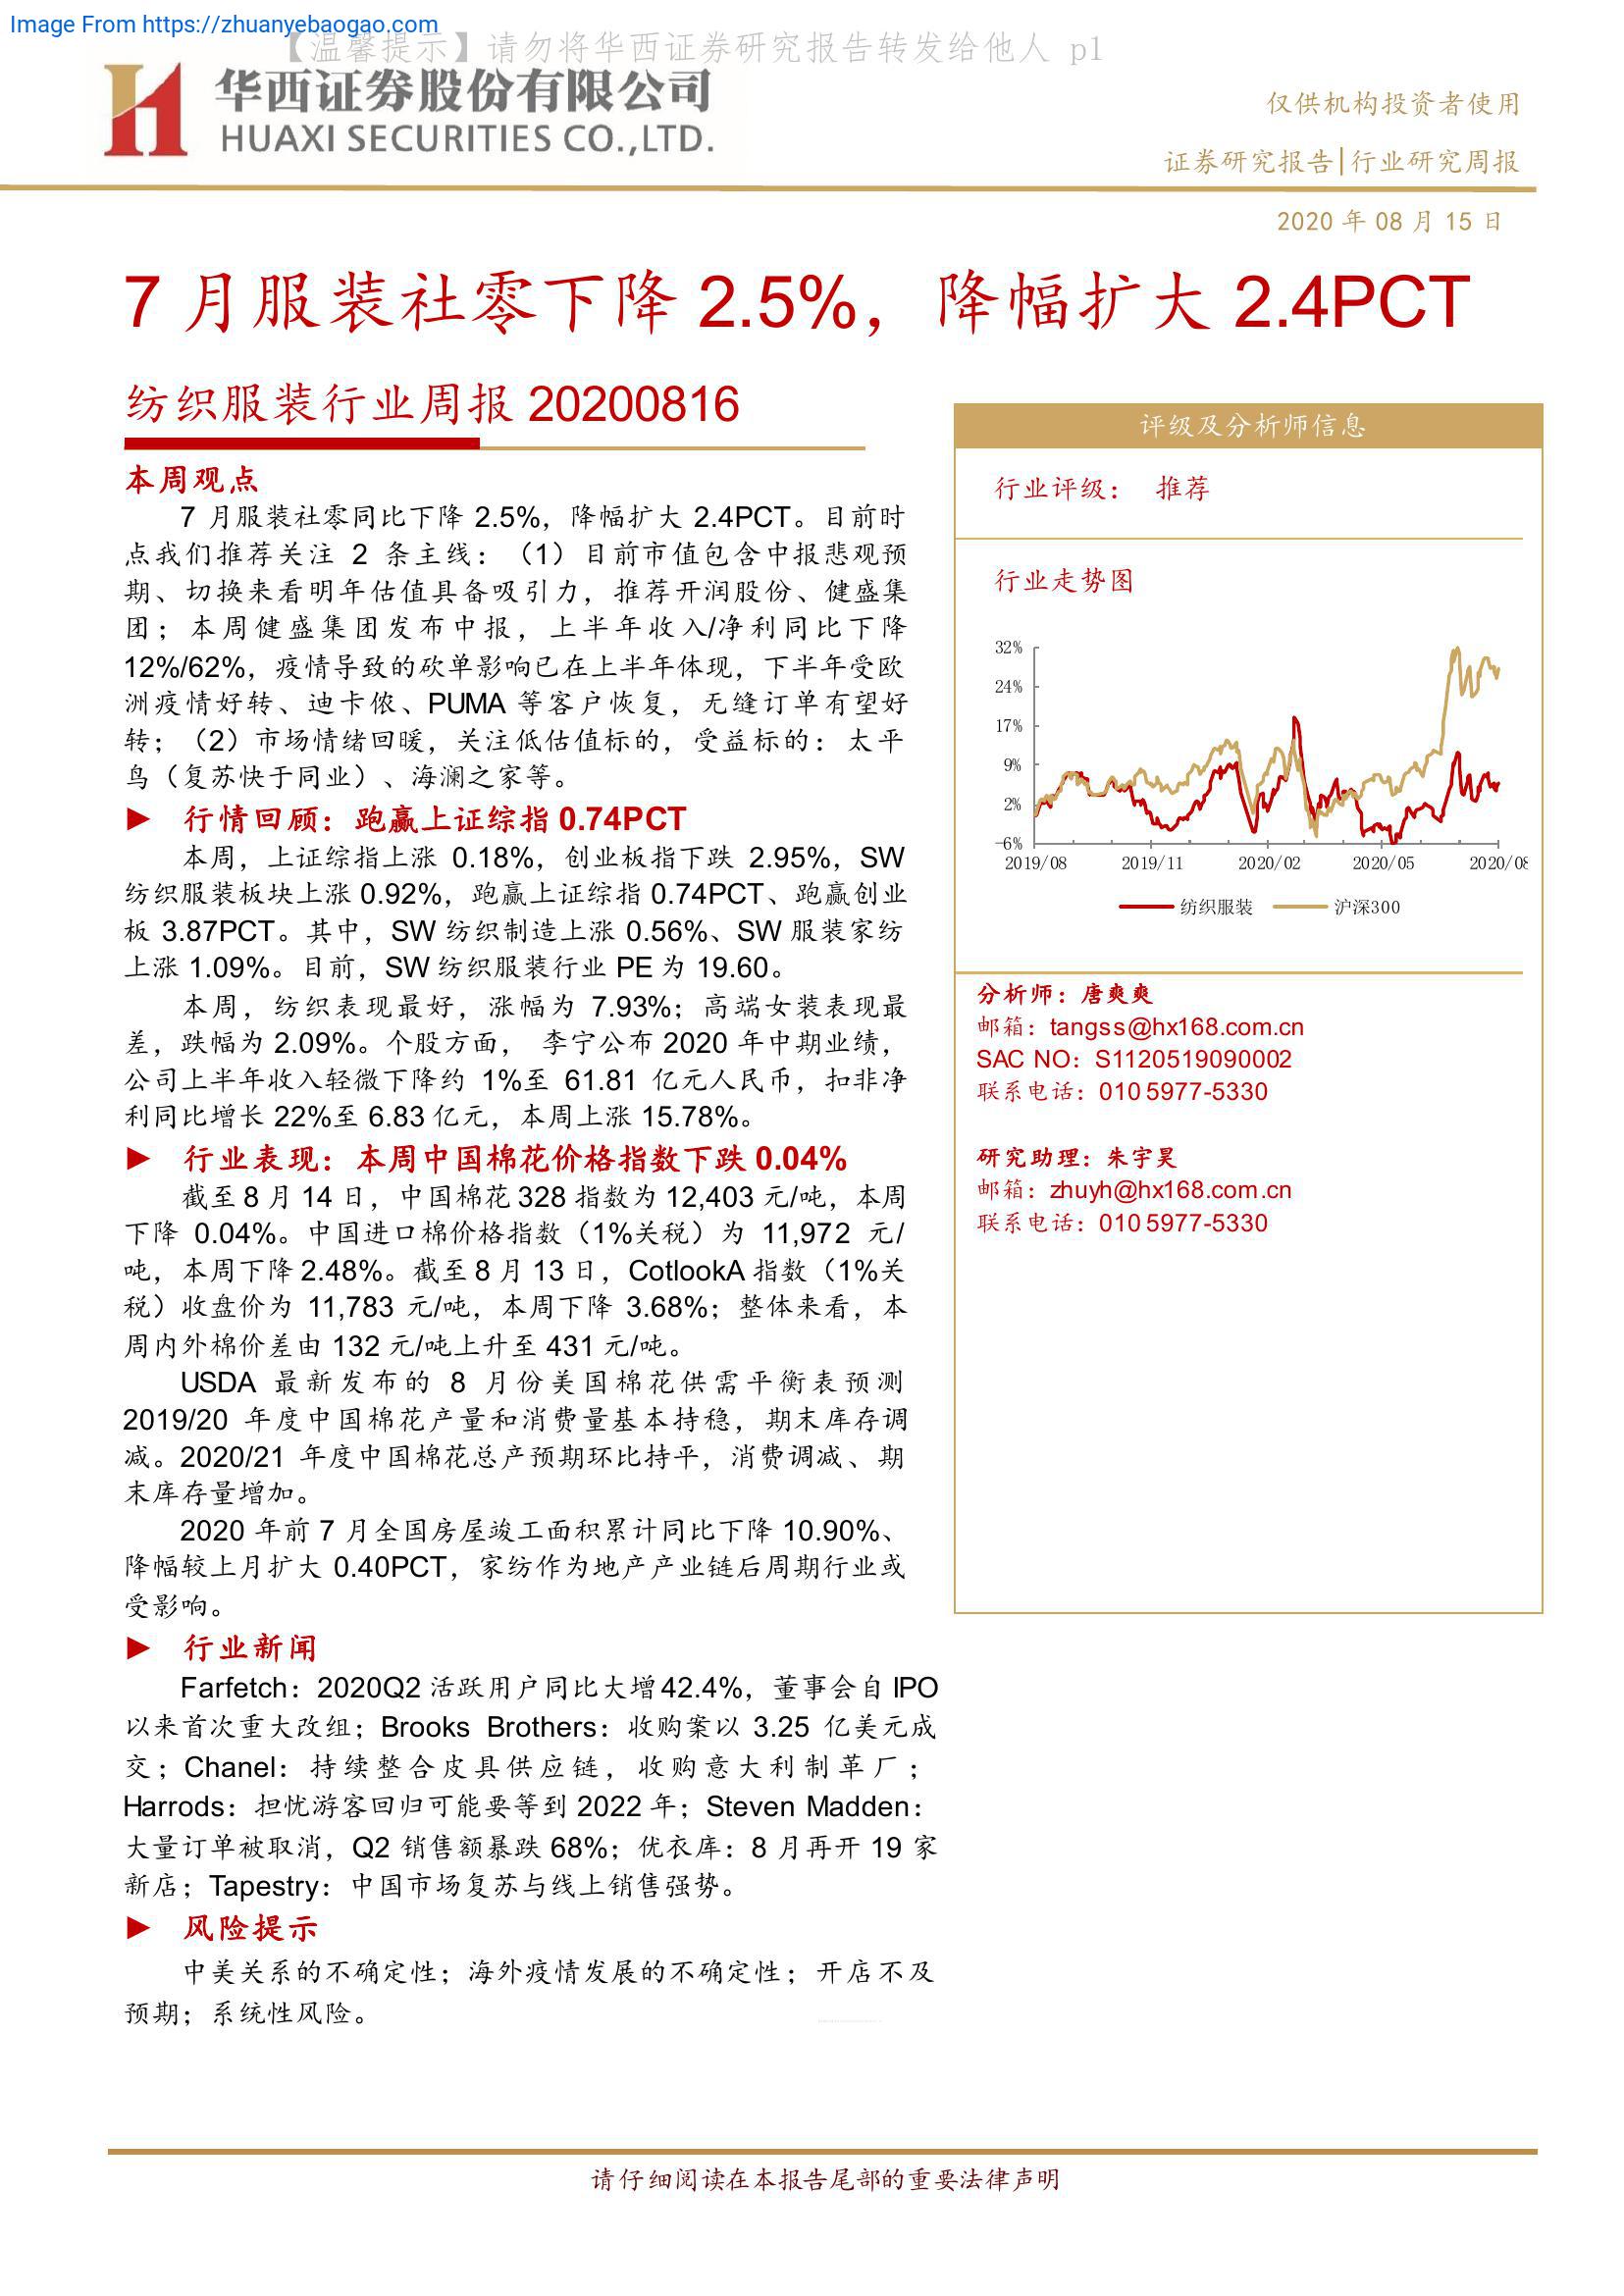 Image From https://zhuanyebaogao.com
【温馨提示】请勿将华西证券研究报告转发给他人 p1
华西证券股份有限公司
HUAXI SECURITIES CO.,LTD.
仅供机构投资者使用
证券研究报告|行业研究周报
2020 年 08 月 15 日
7 月服装社零下降 2.5%，降幅扩大 2.4PCT
纺织服装行业周报 20200816
本周观点
7 月服装社零同比下降 2.5%，降幅扩大 2.4PCT。目前时
点我们推荐关注 2 条主线：（1）目前市值包含中报悲观预
期、切换来看明年估值具备吸引力，推荐开润股份、健盛集
团；本周健盛集团发布中报，上半年收入/净利同比下降
12%/62%，疫情导致的砍单影响已在上半年体现，下半年受欧
洲疫情好转、迪卡侬、PUMA 等客户恢复，无缝订单有望好
转；（2）市场情绪回暖，关注低估值标的，受益标的：太平
鸟（复苏快于同业）、海澜之家等。
► 行情回顾：跑赢上证综指 0.74PCT
本周，上证综指上涨 0.18%，创业板指下跌 2.95%，SW
纺织服装板块上涨 0.92%，跑赢上证综指 0.74PCT、跑赢创业
板 3.87PCT。其中，SW 纺织制造上涨 0.56%、SW 服装家纺
上涨 1.09%。目前，SW 纺织服装行业 PE 为 19.60。
本周，纺织表现最好，涨幅为 7.93%；高端女装表现最
差，跌幅为 2.09%。个股方面， 李宁公布 2020 年中期业绩，
公司上半年收入轻微下降约 1%至 61.81 亿元人民币，扣非净
利同比增长 22%至 6.83 亿元，本周上涨 15.78%。
► 行业表现：本周中国棉花价格指数下跌 0.04%
截至 8 月 14 日，中国棉花 328 指数为 12,403 元/吨，本周
下降 0.04%。中国进口棉价格指数（1%关税）为 11,972 元/
吨，本周下降 2.48%。截至 8 月 13 日，CotlookA 指数（1%关
税）收盘价为 11,783 元/吨，本周下降 3.68%；整体来看，本
周内外棉价差由 132 元/吨上升至 431 元/吨。
USDA 最新发布的 8 月份美国棉花供需平衡表预测
2019/20 年度中国棉花产量和消费量基本持稳，期末库存调
减。2020/21 年度中国棉花总产预期环比持平，消费调减、期
末库存量增加。
2020 年前 7 月全国房屋竣工面积累计同比下降 10.90%、
降幅较上月扩大 0.40PCT，家纺作为地产产业链后周期行业或
受影响。
► 行业新闻
Farfetch：2020Q2 活跃用户同比大增 42.4%，董事会自 IPO
以来首次重大改组；Brooks Brothers：收购案以 3.25 亿美元成
交；Chanel：持续整合皮具供应链，收购意大利制革厂；
Harrods：担忧游客回归可能要等到 2022 年；Steven Madden：
大量订单被取消，Q2 销售额暴跌 68%；优衣库：8 月再开 19 家
新店；Tapestry：中国市场复苏与线上销售强势。
► 风险提示
中美关系的不确定性；海外疫情发展的不确定性；开店不及
预期；系统性风险。
评级及分析师信息
行业评级： 推荐
行业走势图
32%
24%
17%
9%
2%
-6%
2019/08 2019/11 2020/02 2020/05 2020/08
纺织服装 沪深300
分析师：唐爽爽
邮箱：tangss@hx168.com.cn
SAC NO：S1120519090002
联系电话：010 5977-5330
研究助理：朱宇昊
邮箱：zhuyh@hx168.com.cn
联系电话：010 5977-5330
请仔细阅读在本报告尾部的重要法律声明